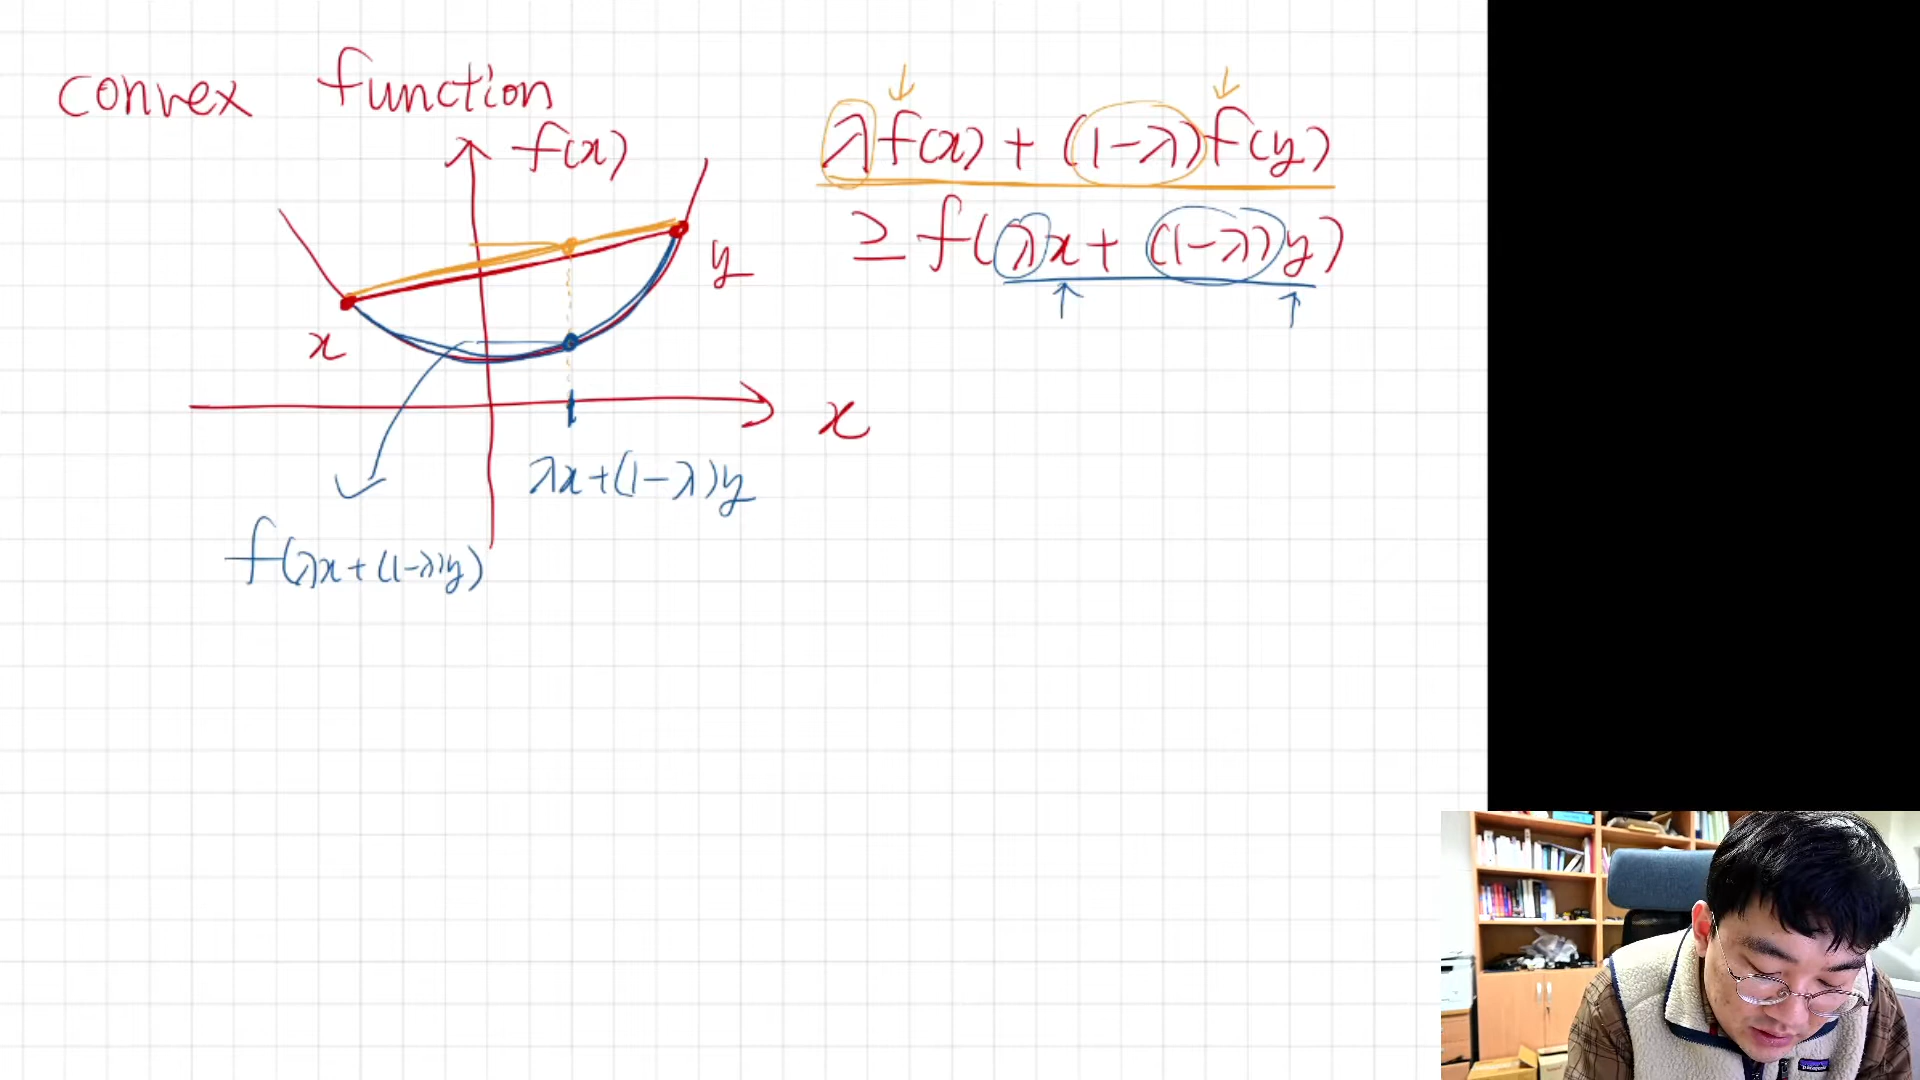 convex function
f(x)
λf(x) + (1-λ)f(y)
≥ f(λx + (1-λ)y)
y
x
x
λx+(1-λ)y
f(λx+(1-λ)y)